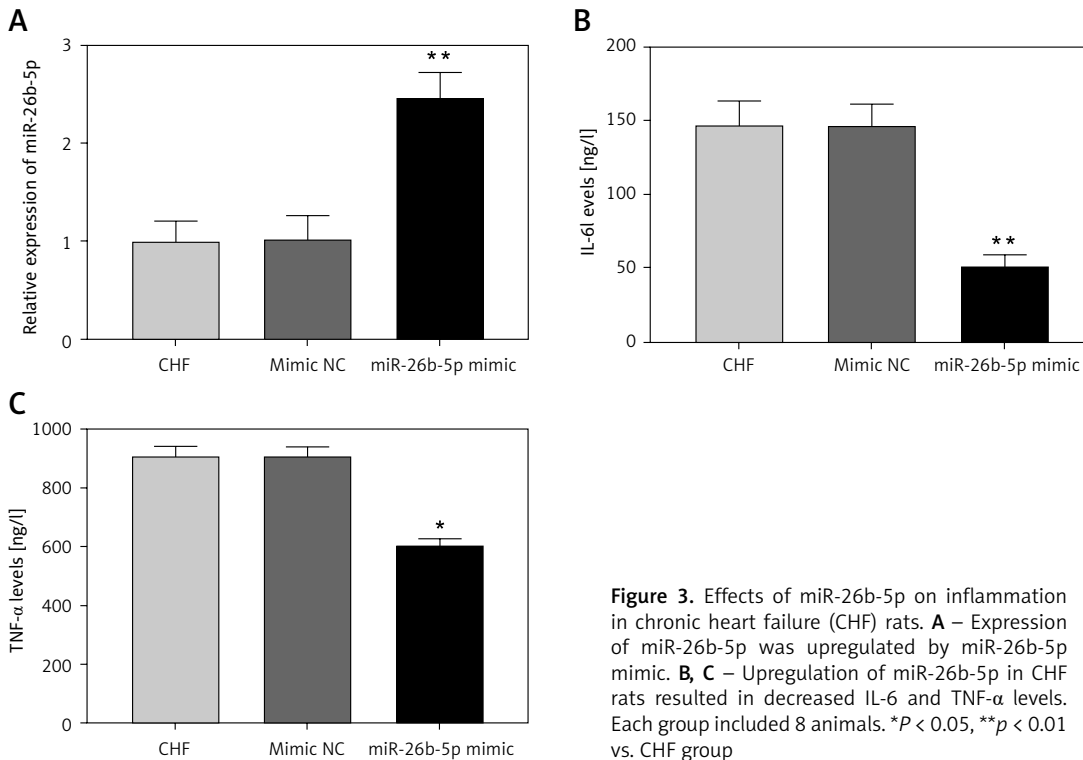 A
Relative expression of miR-26b-5p
3
2
1
0
**
CHF
Mimic NC
miR-26b-5p mimic
B
IL-6l evels [ng/l]
200
150
100
50
0
**
CHF
Mimic NC
miR-26b-5p mimic
C
TNF-α levels [ng/l]
1000
800
600
400
200
0
*
CHF
Mimic NC
miR-26b-5p mimic
Figure 3. Effects of miR-26b-5p on inflammation
in chronic heart failure (CHF) rats. A – Expression
of miR-26b-5p was upregulated by miR-26b-5p
mimic. B, C – Upregulation of miR-26b-5p in CHF
rats resulted in decreased IL-6 and TNF-α levels.
Each group included 8 animals. *P < 0.05, **p < 0.01
vs. CHF group